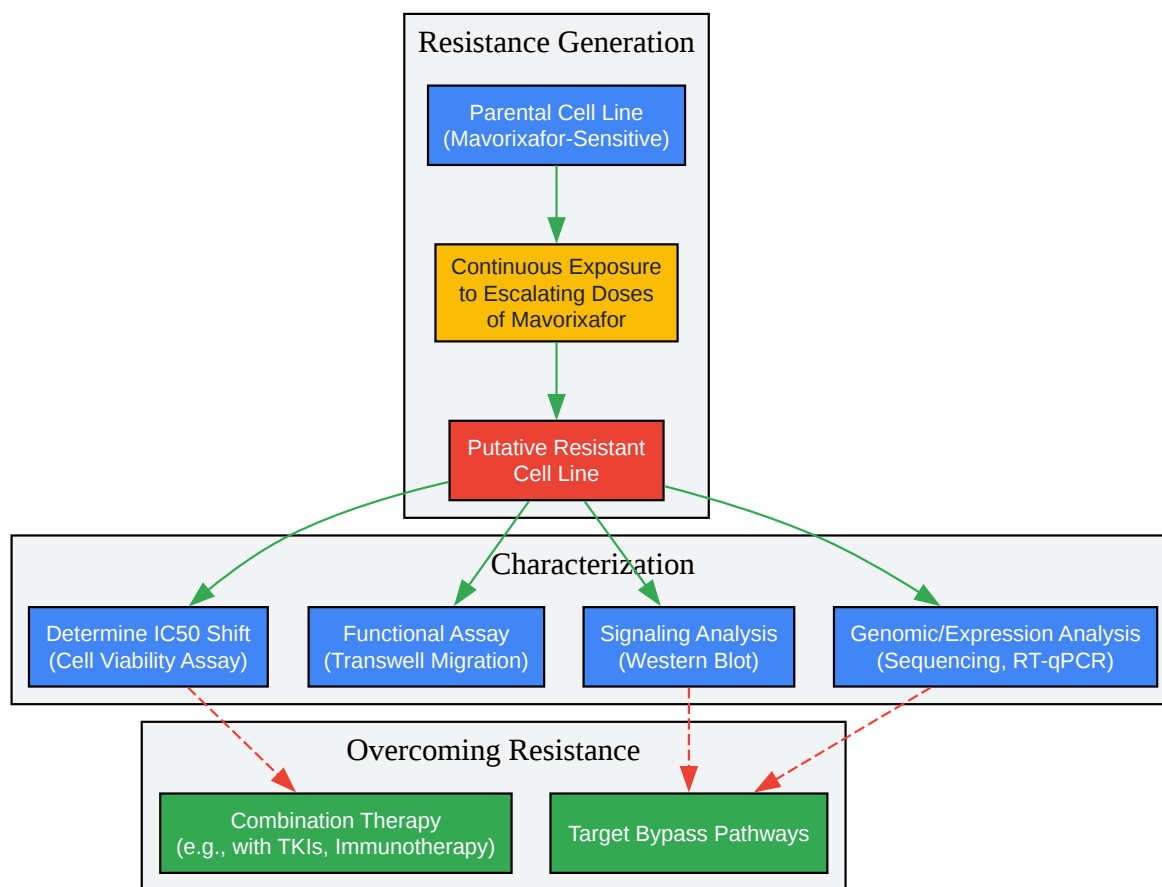 Resistance Generation
Parental Cell Line
(Mavorixafor-Sensitive)
Continuous Exposure
to Escalating Doses
of Mavorixafor
Putative Resistant
Cell Line
Characterization
Determine IC50 Shift
(Cell Viability Assay)
Functional Assay
(Transwell Migration)
Signaling Analysis
(Western Blot)
Genomic/Expression Analysis
(Sequencing, RT-qPCR)
Overcoming Resistance
Combination Therapy
(e.g., with TKIs, Immunotherapy)
Target Bypass Pathways